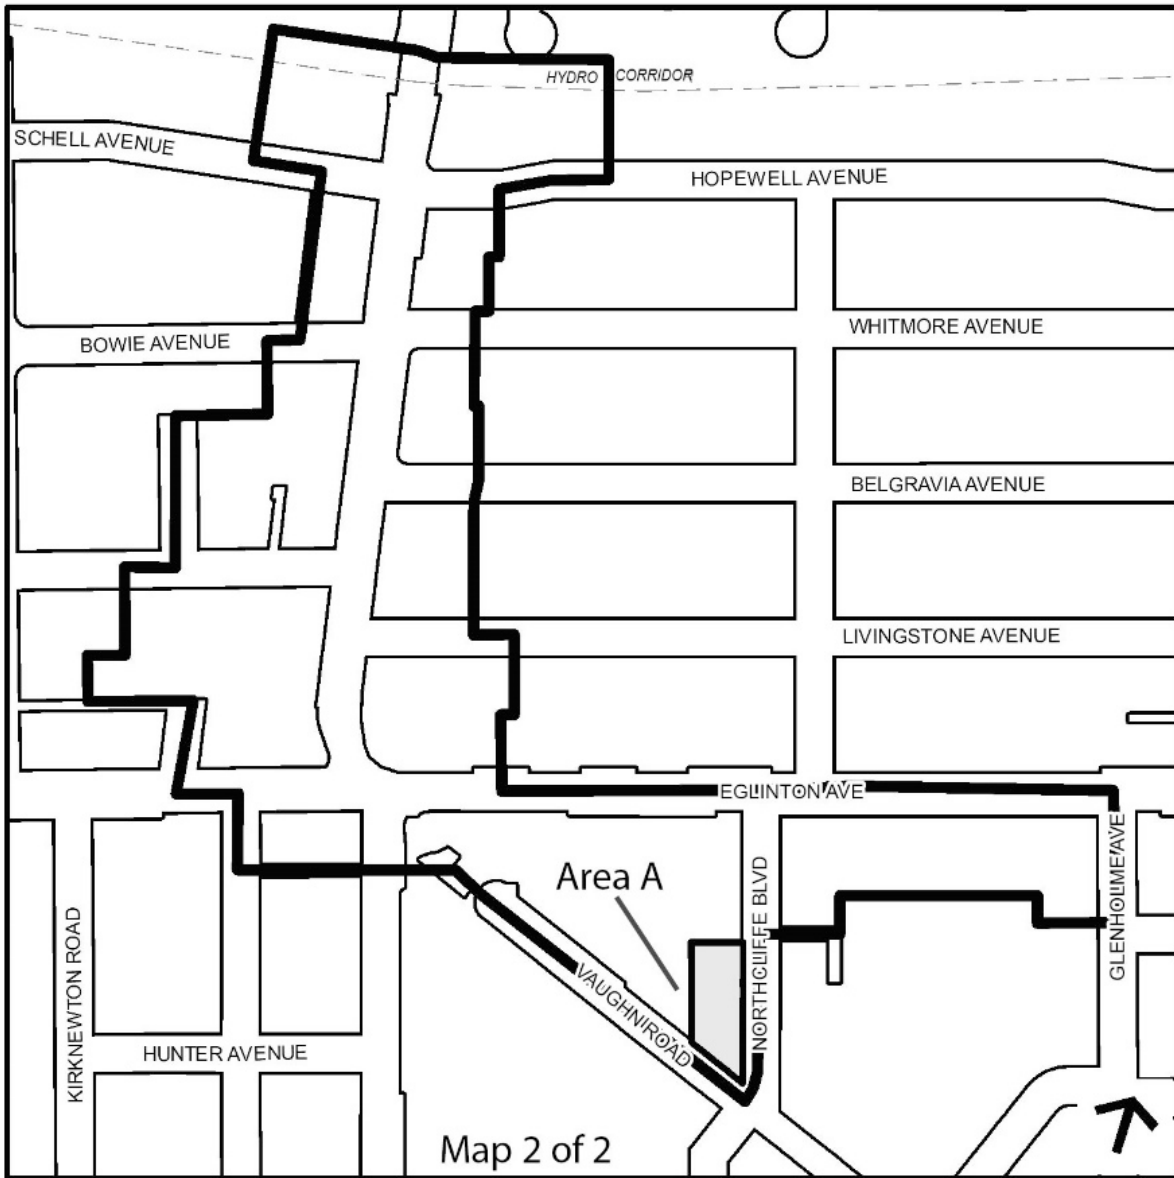 HYDRO CORRIDOR
SCHELL AVENUE
HOPEWELL AVENUE
WHITMORE AVENUE
BOWIE AVENUE
BELGRAVIA AVENUE
LIVINGSTONE AVENUE
EGLINTON AVE
Area A
GLENHOLME AVE
NORTHCLIFFE BLVD
KIRKNEWTON ROAD
VAUGHN ROAD
HUNTER AVENUE
Map 2 of 2